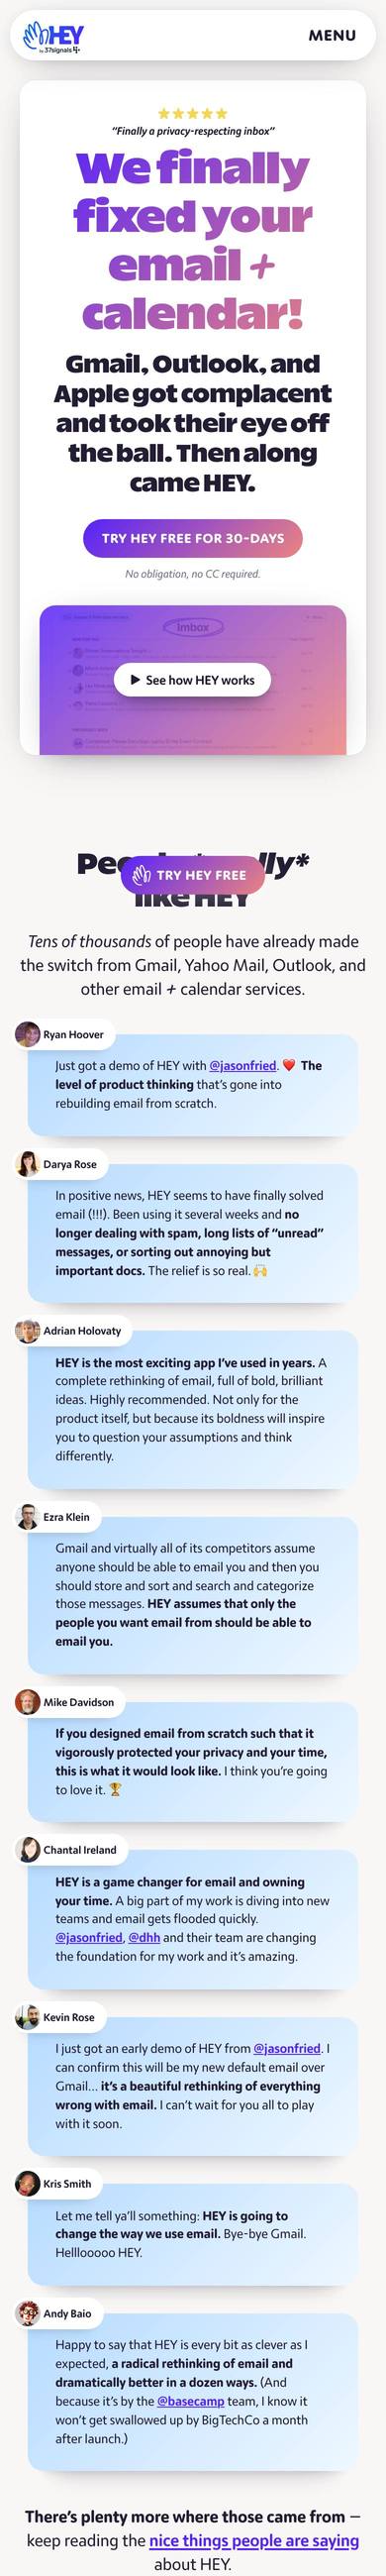 HEY
by 37signals
MENU
“Finally a privacy-respecting inbox”
We finally
fixed your
email +
calendar!
Gmail, Outlook, and
Apple got complacent
and took their eye off
the ball. Then along
came HEY.
TRY HEY FREE FOR 30-DAYS
No obligation, no CC required.
Imbox
▶ See how HEY works
TRY HEY FREE
like HEY
Tens of thousands of people have already made
the switch from Gmail, Yahoo Mail, Outlook, and
other email + calendar services.
Ryan Hoover
Just got a demo of HEY with @jasonfried. ❤️ The
level of product thinking that’s gone into
rebuilding email from scratch.
Darya Rose
In positive news, HEY seems to have finally solved
email (!!!). Been using it several weeks and no
longer dealing with spam, long lists of “unread”
messages, or sorting out annoying but
important docs. The relief is so real. 🙌
Adrian Holovaty
HEY is the most exciting app I’ve used in years. A
complete rethinking of email, full of bold, brilliant
ideas. Highly recommended. Not only for the
product itself, but because its boldness will inspire
you to question your assumptions and think
differently.
Ezra Klein
Gmail and virtually all of its competitors assume
anyone should be able to email you and then you
should store and sort and search and categorize
those messages. HEY assumes that only the
people you want email from should be able to
email you.
Mike Davidson
If you designed email from scratch such that it
vigorously protected your privacy and your time,
this is what it would look like. I think you’re going
to love it. 🏆
Chantal Ireland
HEY is a game changer for email and owning
your time. A big part of my work is diving into new
teams and email gets flooded quickly.
@jasonfried, @dhh and their team are changing
the foundation for my work and it’s amazing.
Kevin Rose
I just got an early demo of HEY from @jasonfried. I
can confirm this will be my new default email over
Gmail… it’s a beautiful rethinking of everything
wrong with email. I can’t wait for you all to play
with it soon.
Kris Smith
Let me tell ya’ll something: HEY is going to
change the way we use email. Bye-bye Gmail.
Helllooooo HEY.
Andy Baio
Happy to say that HEY is every bit as clever as I
expected, a radical rethinking of email and
dramatically better in a dozen ways. (And
because it’s by the @basecamp team, I know it
won’t get swallowed up by BigTechCo a month
after launch.)
There’s plenty more where those came from —
keep reading the nice things people are saying
about HEY.